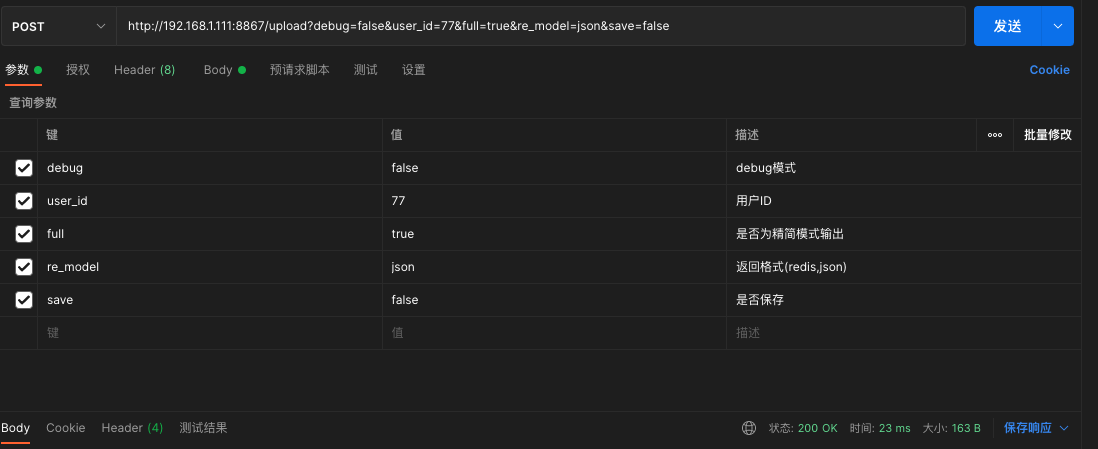 POST http://192.168.1.111:8867/upload?debug=false&user_id=77&full=true&re_model=json&save=false 发送
参数 授权 Header (8) Body 预请求脚本 测试 设置 Cookie
查询参数
键 值 描述 ooo 批量修改
debug false debug模式
user_id 77 用户ID
full true 是否为精简模式输出
re_model json 返回格式(redis,json)
save false 是否保存
键 值 描述
Body Cookie Header (4) 测试结果 状态: 200 OK 时间: 23 ms 大小: 163 B 保存响应